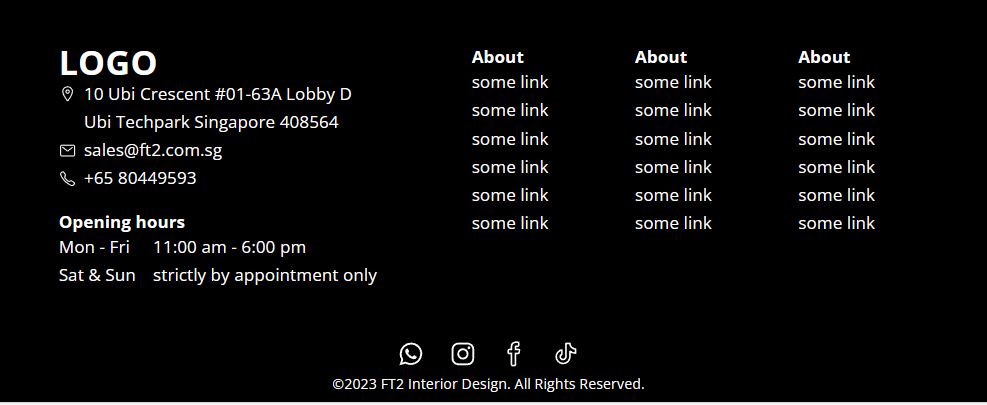 LOGO
10 Ubi Crescent #01-63A Lobby D
Ubi Techpark Singapore 408564
sales@ft2.com.sg
+65 80449593
Opening hours
Mon - Fri 11:00 am - 6:00 pm
Sat & Sun strictly by appointment only
About
some link
some link
some link
some link
some link
some link
About
some link
some link
some link
some link
some link
some link
About
some link
some link
some link
some link
some link
some link
©2023 FT2 Interior Design. All Rights Reserved.